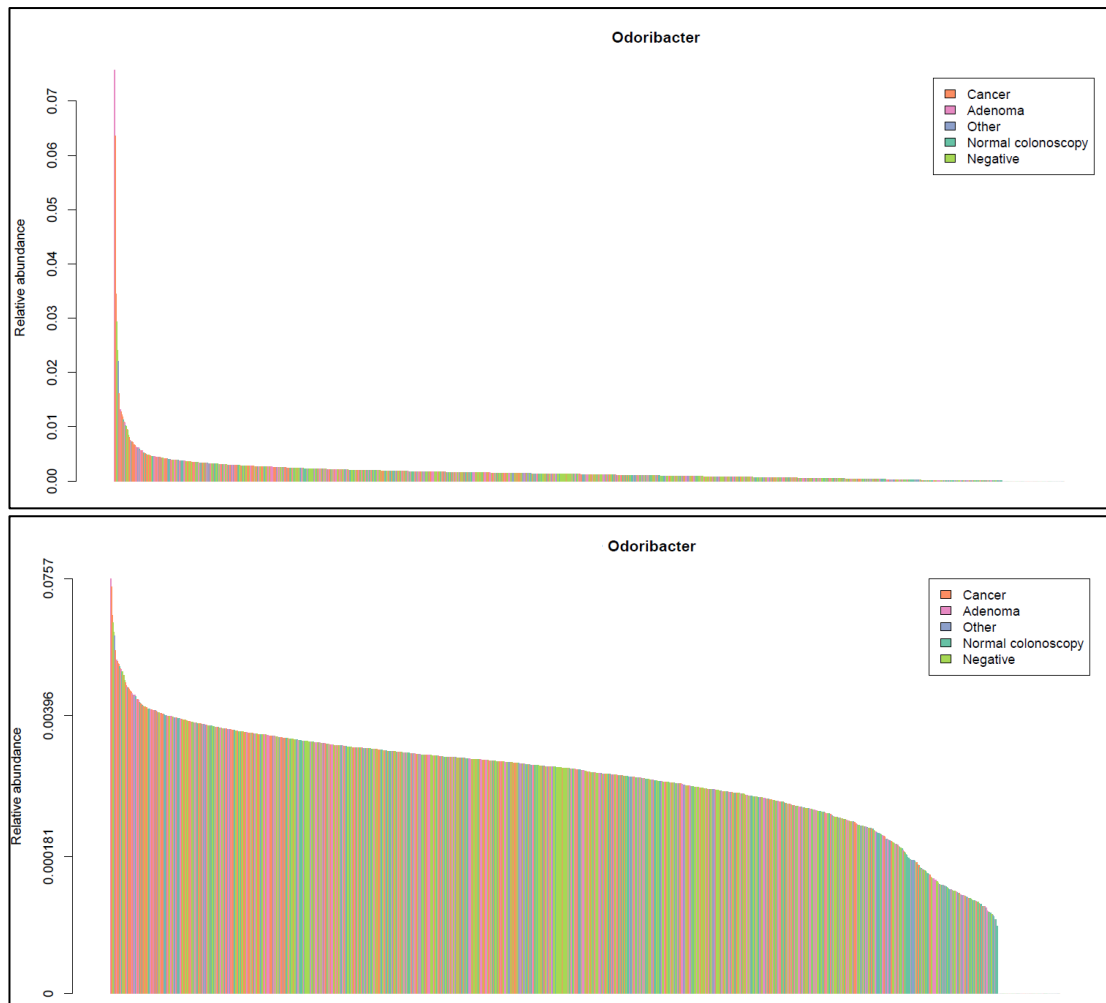 Odoribacter
Relative abundance
0.07
0.06
0.05
0.04
0.03
0.02
0.01
0.00
Cancer
Adenoma
Other
Normal colonoscopy
Negative
Odoribacter
Relative abundance
0.0757
0.00396
0.000181
0
Cancer
Adenoma
Other
Normal colonoscopy
Negative